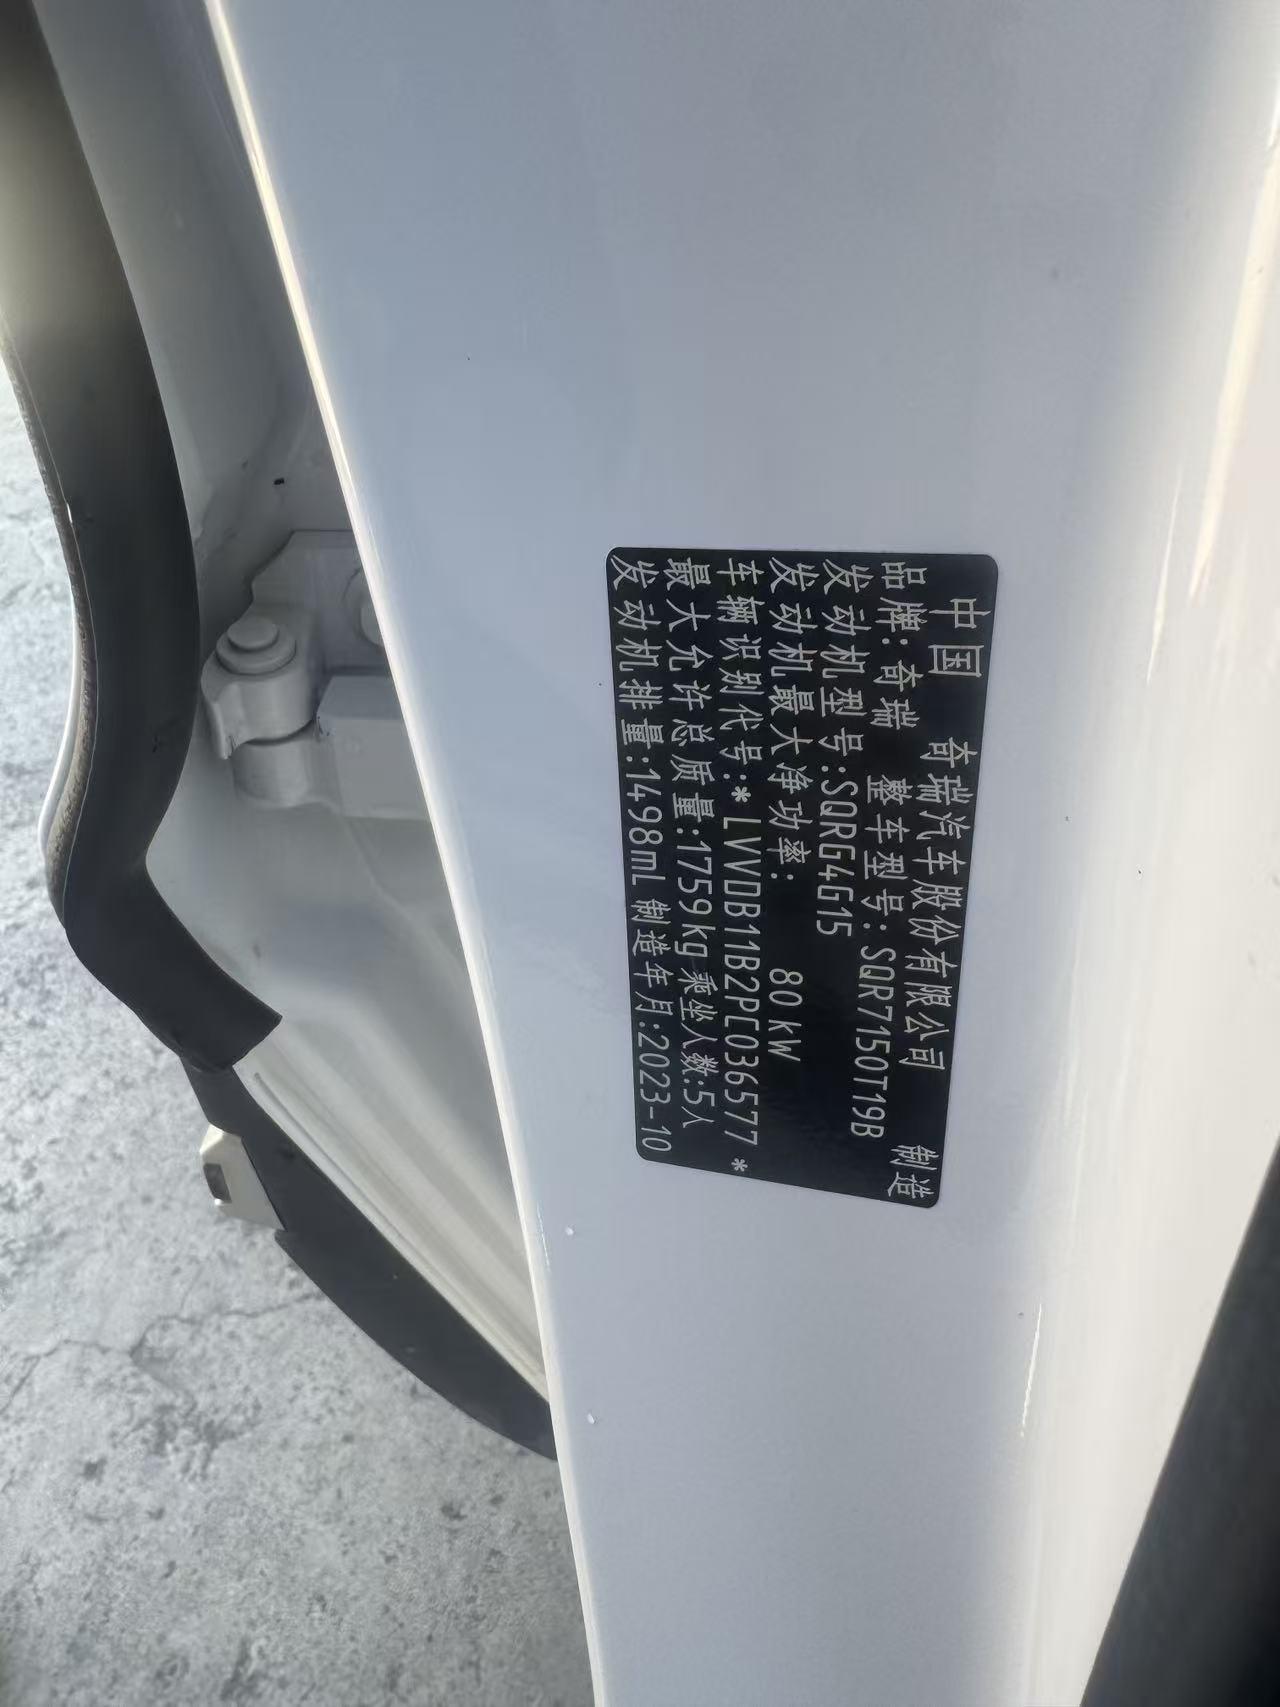 中国 奇瑞汽车股份有限公司 制造
品牌:奇瑞 整车型号:SQR7150T19B
发动机型号:SQRG4G15
发动机最大净功率: 80 kW
车辆识别代号:*LVVDB11B2PC036577*
最大允许总质量:1759kg 乘坐人数:5人
发动机排量:1498mL 制造年月:2023-10